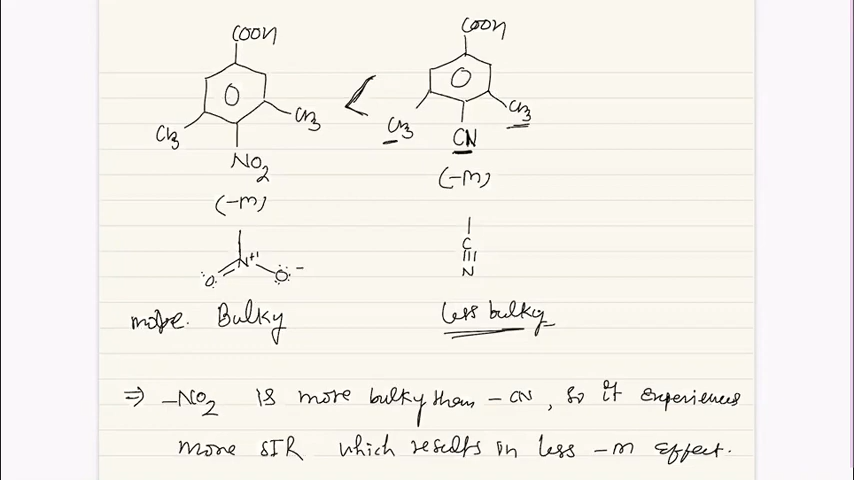 COOH
COOH
CH3
CH3
<
CH3
CH3
NO2
CN
(-M)
(-M)
N+1
O
O -
C
N
more. Bulky
less bulky
⇒ -NO2 is more bulky than -CN, so it experiences
more SIR which results in less -M effect.